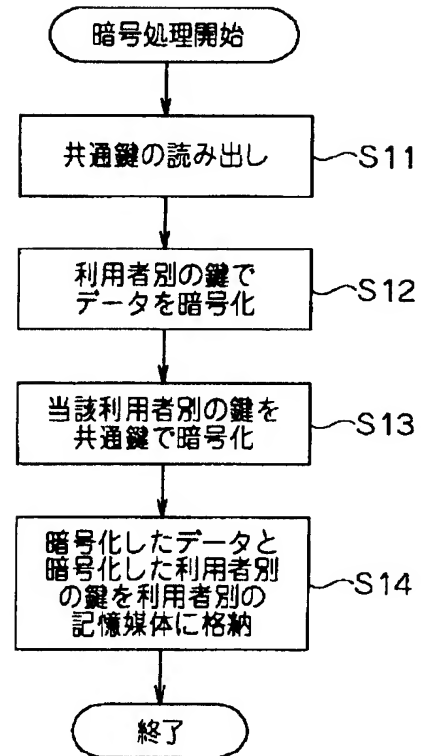 暗号処理開始
共通鍵の読み出し
S11
利用者別の鍵で
データを暗号化
S12
当該利用者別の鍵を
共通鍵で暗号化
S13
暗号化したデータと
暗号化した利用者別
の鍵を利用者別の
記憶媒体に格納
S14
終了